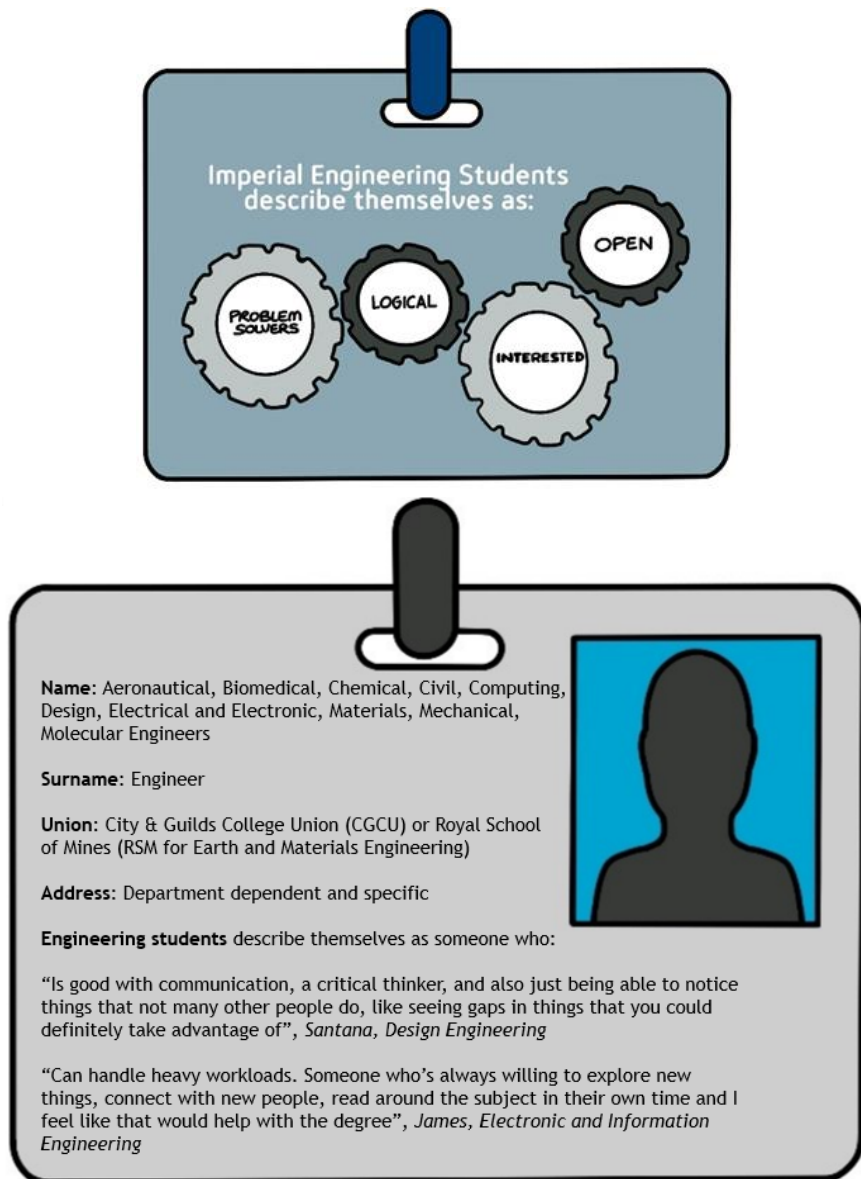 Imperial Engineering Students
describe themselves as:
OPEN
PROBLEM
SOLVERS
LOGICAL
INTERESTED
Name: Aeronautical, Biomedical, Chemical, Civil, Computing,
Design, Electrical and Electronic, Materials, Mechanical,
Molecular Engineers
Surname: Engineer
Union: City & Guilds College Union (CGCU) or Royal School
of Mines (RSM for Earth and Materials Engineering)
Address: Department dependent and specific
Engineering students describe themselves as someone who:
“Is good with communication, a critical thinker, and also just being able to notice
things that not many other people do, like seeing gaps in things that you could
definitely take advantage of”, Santana, Design Engineering
“Can handle heavy workloads. Someone who’s always willing to explore new
things, connect with new people, read around the subject in their own time and I
feel like that would help with the degree”, James, Electronic and Information
Engineering